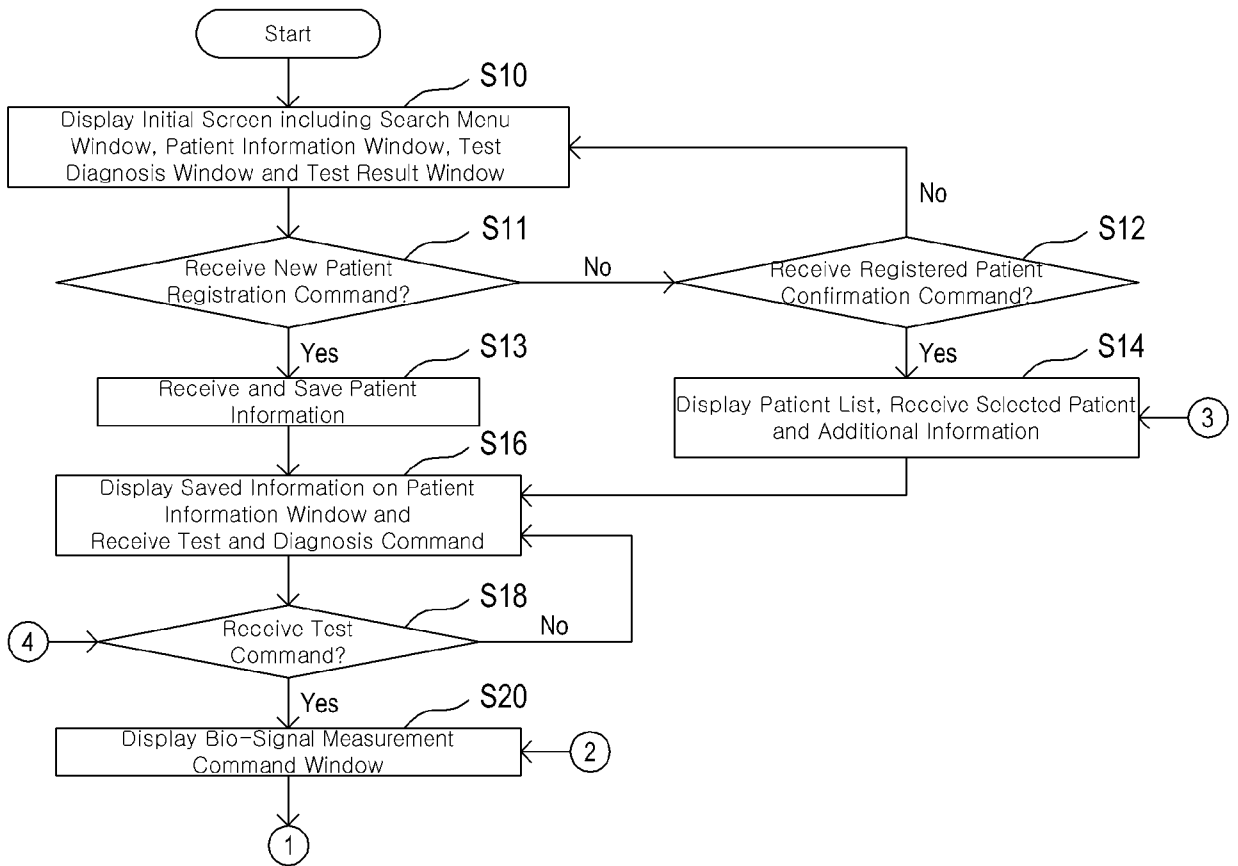 Start
S10
Display Initial Screen including Search Menu
Window, Patient Information Window, Test
Diagnosis Window and Test Result Window
No
S11
S12
Receive New Patient
Registration Command?
No
Receive Registered Patient
Confirmation Command?
Yes
S13
Yes
S14
Receive and Save Patient
Information
Display Patient List, Receive Selected Patient
and Additional Information
3
S16
Display Saved Information on Patient
Information Window and
Receive Test and Diagnosis Command
S18
4
Receive Test
Command?
No
Yes
S20
Display Bio-Signal Measurement
Command Window
2
1